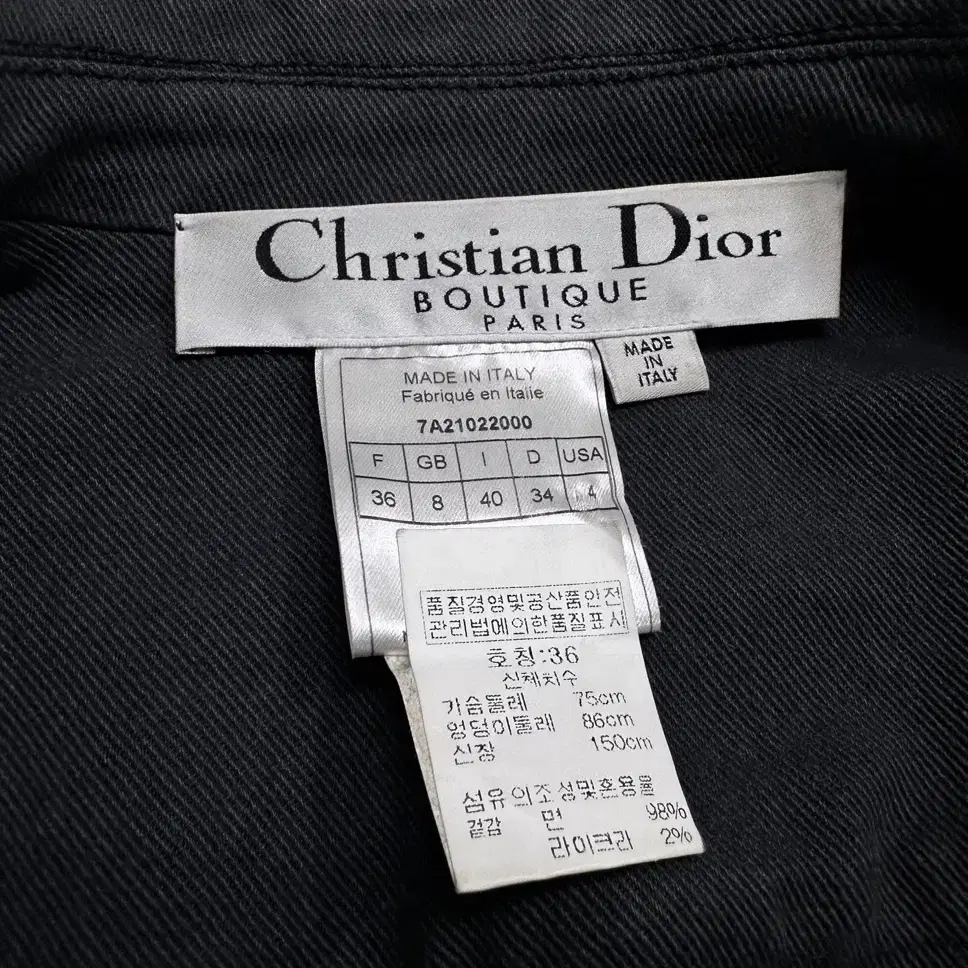 Christian Dior
BOUTIQUE
PARIS
MADE
IN
ITALY
MADE IN ITALY
Fabriqué en Italie
7A21022000
F GB I D USA
36 8 40 34 4
품질경영및공산품안전
관리법에의한품질표시
호칭:36
신체치수
가슴둘레 75cm
엉덩이둘레 86cm
신장 150cm
섬유의조성및혼용율
겉감 면 98%
라이크라 2%